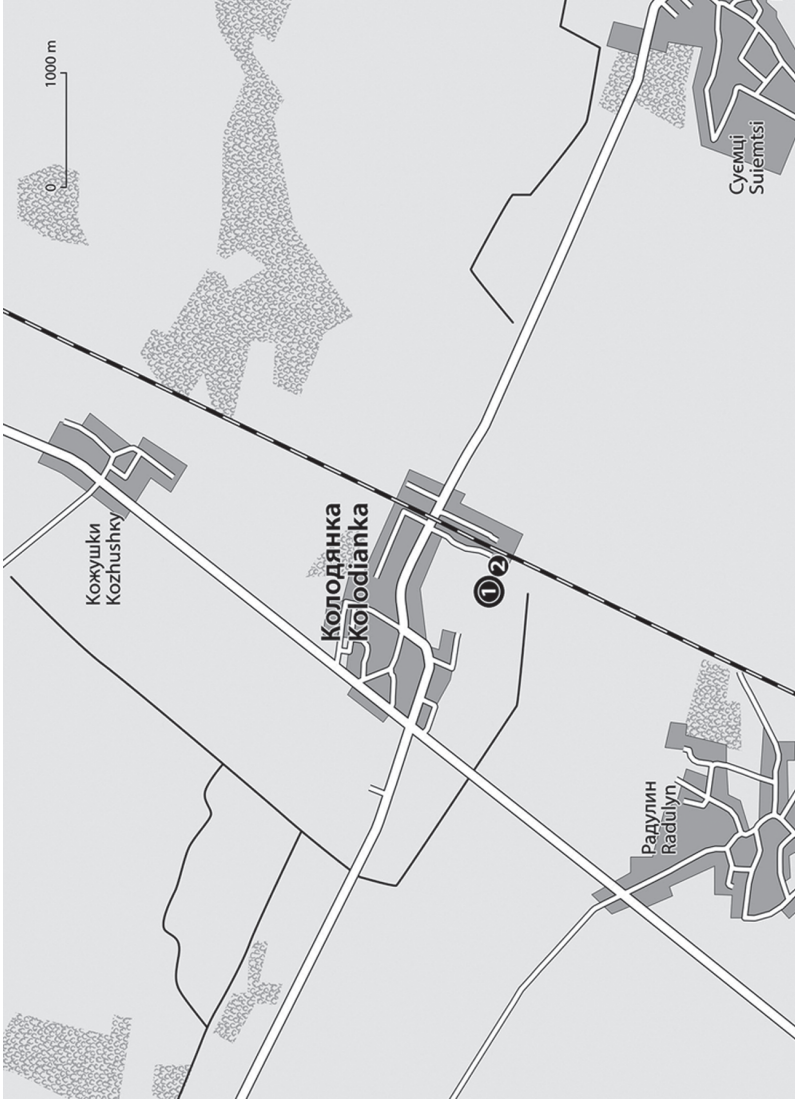 0 1000 m
Кожушки
Kozhushky
Колодянка
Kolodianka
1
2
Суємці
Suiemtsi
Радулин
Radulyn